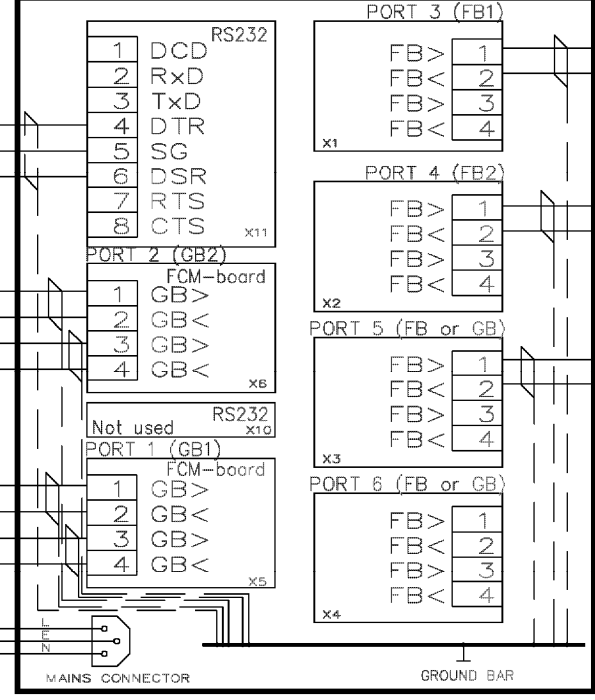 RS232
1 DCD
2 RxD
3 TxD
4 DTR
5 SG
6 DSR
7 RTS
8 CTS
X11
PORT 2 (GB2)
FCM-board
1 GB>
2 GB<
3 GB>
4 GB<
X6
RS232
Not used X10
PORT 1 (GB1)
FCM-board
1 GB>
2 GB<
3 GB>
4 GB<
X5
L
E
N
MAINS CONNECTOR
PORT 3 (FB1)
FB> 1
FB< 2
FB> 3
FB< 4
X1
PORT 4 (FB2)
FB> 1
FB< 2
FB> 3
FB< 4
X2
PORT 5 (FB or GB)
FB> 1
FB< 2
FB> 3
FB< 4
X3
PORT 6 (FB or GB)
FB> 1
FB< 2
FB> 3
FB< 4
X4
GROUND BAR